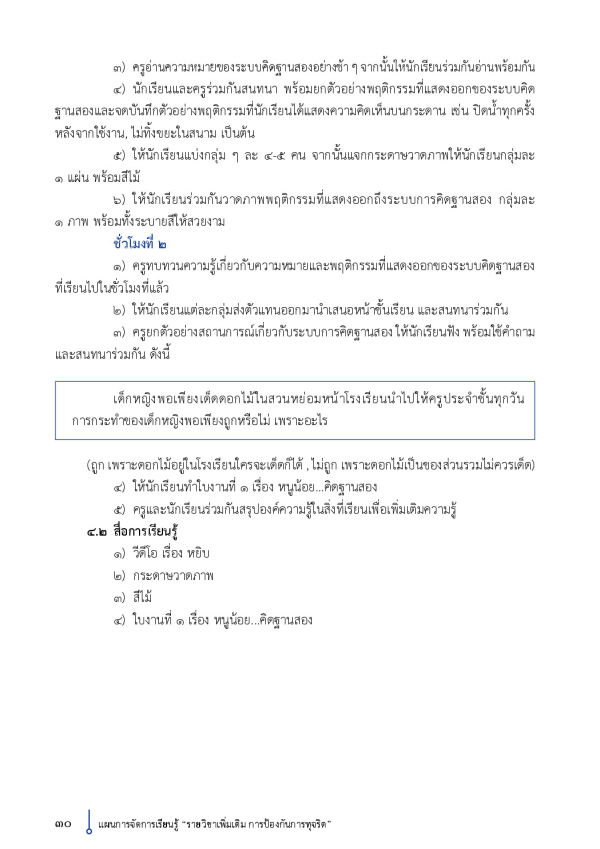 ๓) ครูอ่านความหมายของระบบคิดฐานสองอย่างช้า ๆ จากนั้นให้นักเรียนร่วมกันอ่านพร้อมกัน
๔) นักเรียนและครูร่วมกันสนทนา พร้อมยกตัวอย่างพฤติกรรมที่แสดงออกของระบบคิด
ฐานสองและจดบันทึกตัวอย่างพฤติกรรมที่นักเรียนได้แสดงความคิดเห็นบนกระดาน เช่น ปิดน้ำทุกครั้ง
หลังจากใช้งาน, ไม่ทิ้งขยะในสนาม เป็นต้น
๕) ให้นักเรียนแบ่งกลุ่ม ๆ ละ ๔-๕ คน จากนั้นแจกกระดาษวาดภาพให้นักเรียนกลุ่มละ
๑ แผ่น พร้อมสีไม้
๖) ให้นักเรียนร่วมกันวาดภาพพฤติกรรมที่แสดงออกถึงระบบการคิดฐานสอง กลุ่มละ
๑ ภาพ พร้อมทั้งระบายสีให้สวยงาม
ชั่วโมงที่ ๒
๑) ครูทบทวนความรู้เกี่ยวกับความหมายและพฤติกรรมที่แสดงออกของระบบคิดฐานสอง
ที่เรียนไปในชั่วโมงที่แล้ว
๒) ให้นักเรียนแต่ละกลุ่มส่งตัวแทนออกมานำเสนอหน้าชั้นเรียน และสนทนาร่วมกัน
๓) ครูยกตัวอย่างสถานการณ์เกี่ยวกับระบบการคิดฐานสอง ให้นักเรียนฟัง พร้อมใช้คำถาม
และสนทนาร่วมกัน ดังนี้
เด็กหญิงพอเพียงเด็ดดอกไม้ในสวนหย่อมหน้าโรงเรียนนำไปให้ครูประจำชั้นทุกวัน
การกระทำของเด็กหญิงพอเพียงถูกหรือไม่ เพราะอะไร
(ถูก เพราะดอกไม้อยู่ในโรงเรียนใครจะเด็ดก็ได้ , ไม่ถูก เพราะดอกไม้เป็นของส่วนรวมไม่ควรเด็ด)
๔) ให้นักเรียนทำใบงานที่ ๑ เรื่อง หนูน้อย...คิดฐานสอง
๕) ครูและนักเรียนร่วมกันสรุปองค์ความรู้ในสิ่งที่เรียนเพื่อเพิ่มเติมความรู้
๔.๒ สื่อการเรียนรู้
๑) วีดีโอ เรื่อง หยิบ
๒) กระดาษวาดภาพ
๓) สีไม้
๔) ใบงานที่ ๑ เรื่อง หนูน้อย...คิดฐานสอง
๓๐ แผนการจัดการเรียนรู้ “รายวิชาเพิ่มเติม การป้องกันการทุจริต”